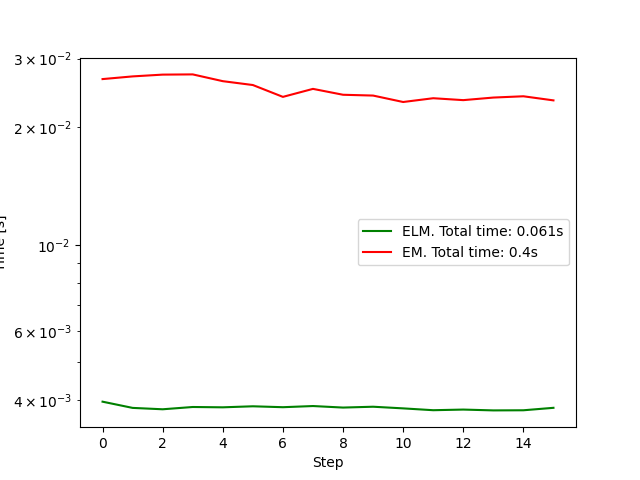 3 × 10⁻²
2 × 10⁻²
10⁻²
6 × 10⁻³
4 × 10⁻³
Time [s]
ELM. Total time: 0.061s
EM. Total time: 0.4s
0 2 4 6 8 10 12 14
Step